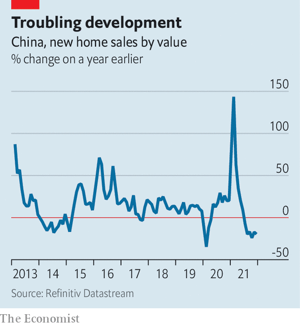 Troubling development
China, new home sales by value
% change on a year earlier
150
100
50
0
-50
2013 14 15 16 17 18 19 20 21
Source: Refinitiv Datastream
The Economist